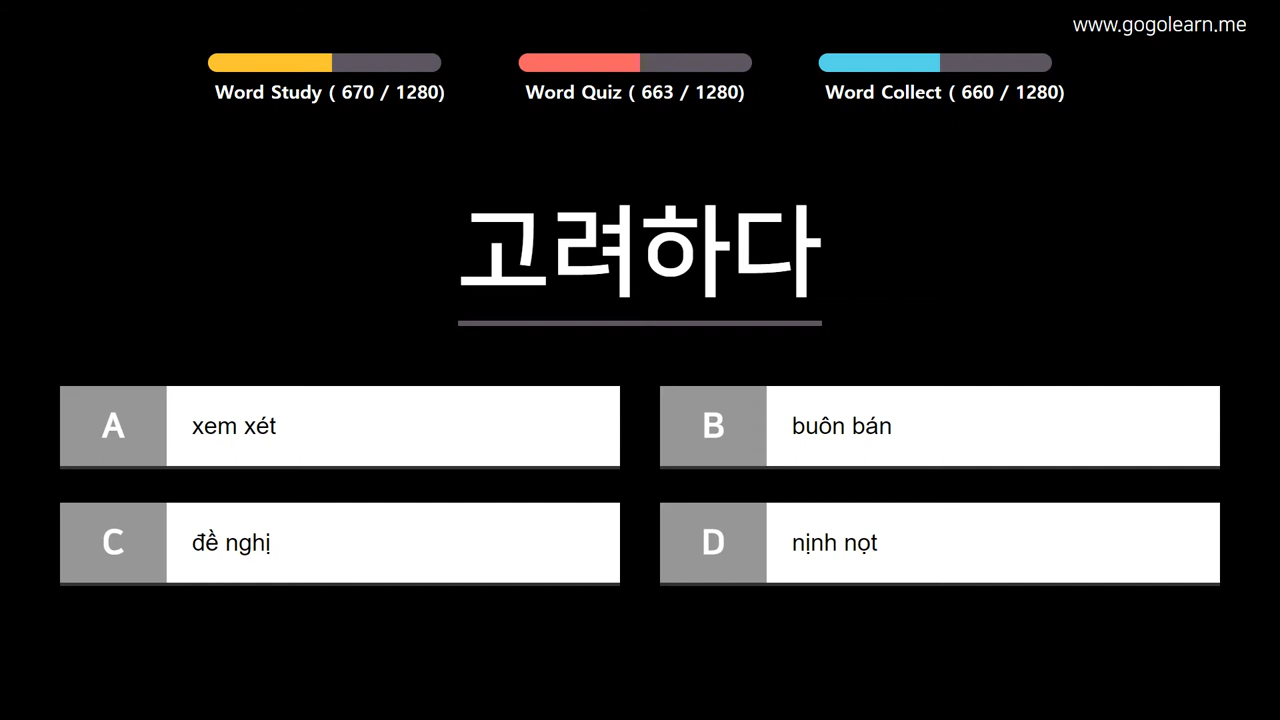 www.gogolearn.me
Word Study ( 670 / 1280)
Word Quiz ( 663 / 1280)
Word Collect ( 660 / 1280)
고려하다
A xem xét
B buôn bán
C đề nghị
D nịnh nọt